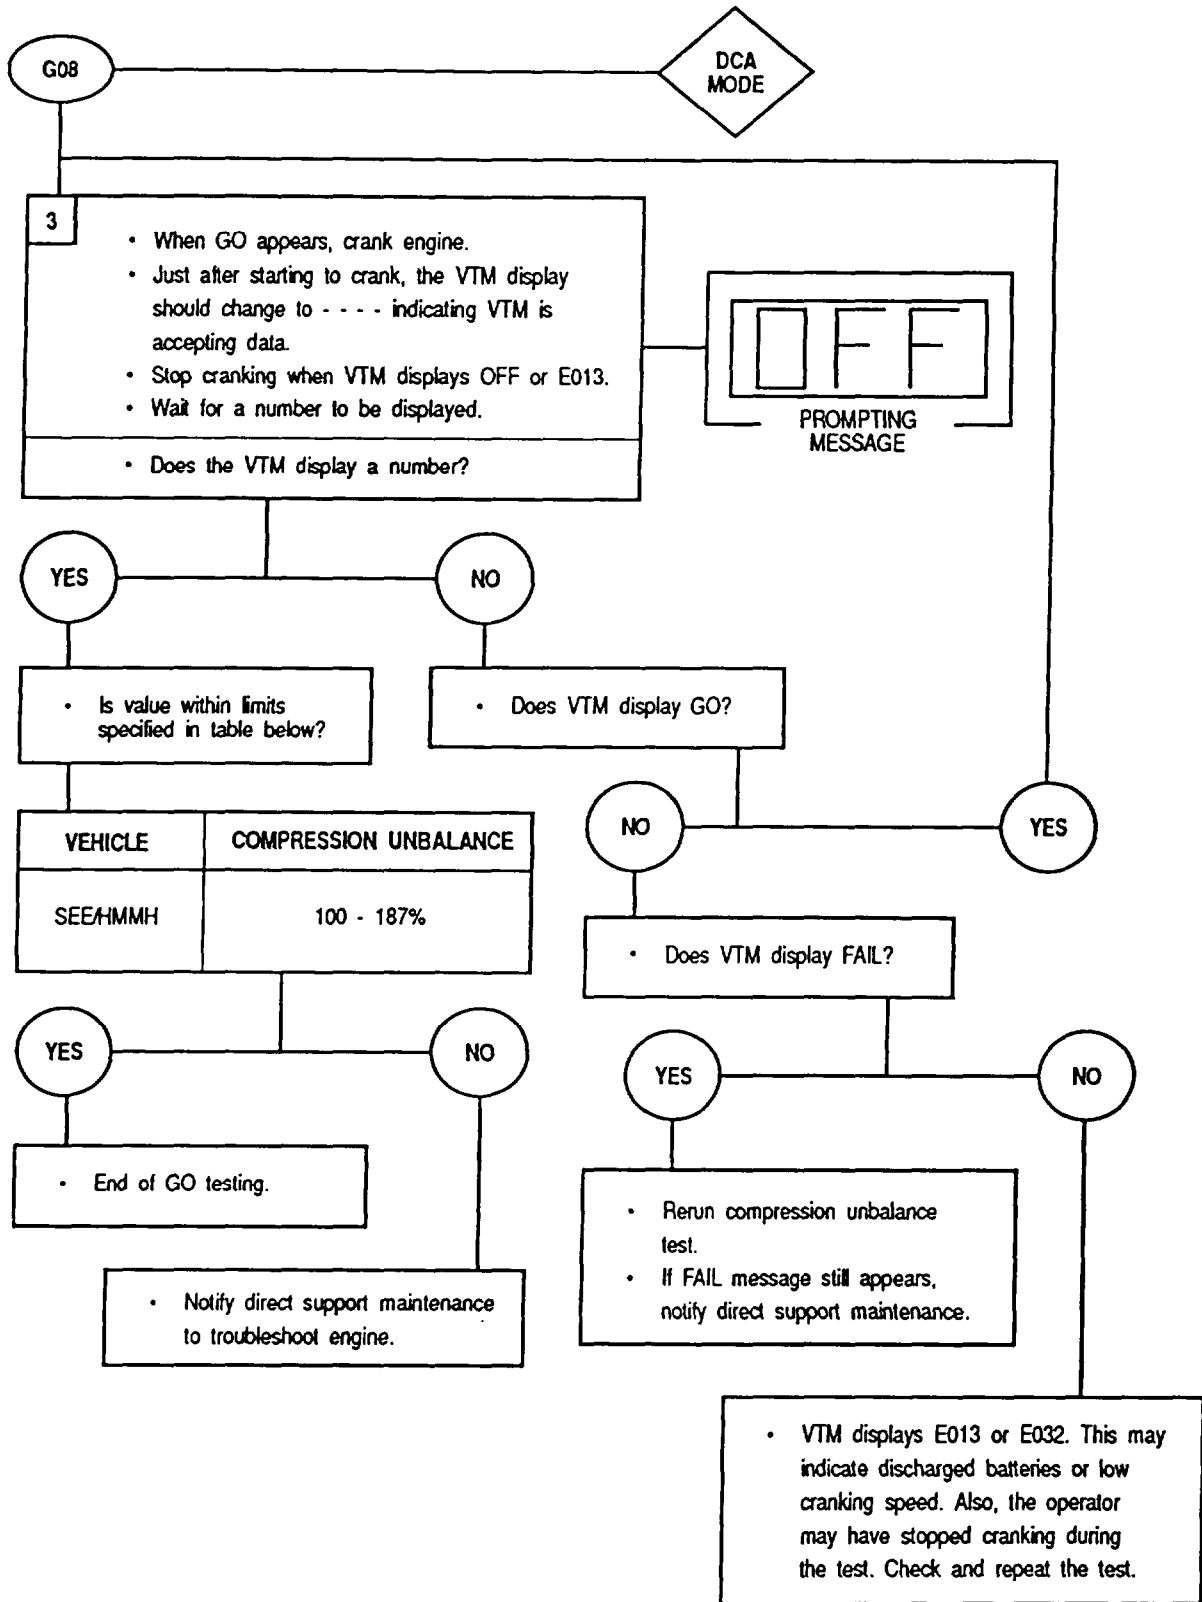 G08
DCA
MODE
3
• When GO appears, crank engine.
• Just after starting to crank, the VTM display
should change to - - - - indicating VTM is
accepting data.
• Stop cranking when VTM displays OFF or E013.
• Wait for a number to be displayed.
• Does the VTM display a number?
OFF
PROMPTING
MESSAGE
YES
NO
• Is value within limits
specified in table below?
• Does VTM display GO?
VEHICLE
COMPRESSION UNBALANCE
SEE/HMMH
100 - 187%
NO
YES
• Does VTM display FAIL?
YES
NO
YES
NO
• End of GO testing.
• Rerun compression unbalance
test.
• If FAIL message still appears,
notify direct support maintenance.
• Notify direct support maintenance
to troubleshoot engine.
• VTM displays E013 or E032. This may
indicate discharged batteries or low
cranking speed. Also, the operator
may have stopped cranking during
the test. Check and repeat the test.